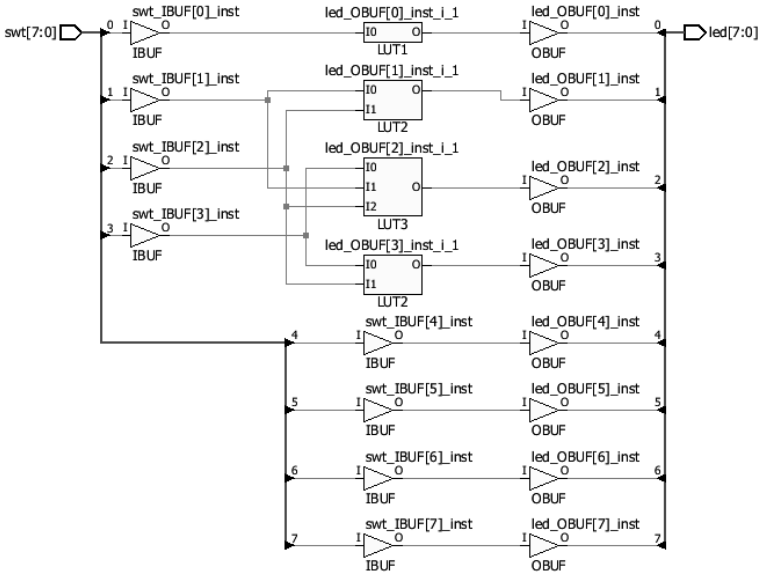 swt_IBUF[0]_inst led_OBUF[0]_inst_i_1 led_OBUF[0]_inst
swt[7:0] 0 I O I0 O I O 0 led[7:0]
IBUF LUT1 OBUF
swt_IBUF[1]_inst led_OBUF[1]_inst_i_1 led_OBUF[1]_inst
1 I O I0 O I O 1
I1
IBUF LUT2 OBUF
swt_IBUF[2]_inst led_OBUF[2]_inst_i_1 led_OBUF[2]_inst
2 I O I0
IBUF I1 O I O 2
I2
swt_IBUF[3]_inst LUT3 OBUF
3 I O led_OBUF[3]_inst_i_1 led_OBUF[3]_inst
IBUF I0 O I O 3
I1
LUT2 OBUF
swt_IBUF[4]_inst led_OBUF[4]_inst
4 I O I O 4
IBUF OBUF
swt_IBUF[5]_inst led_OBUF[5]_inst
5 I O I O 5
IBUF OBUF
swt_IBUF[6]_inst led_OBUF[6]_inst
6 I O I O 6
IBUF OBUF
swt_IBUF[7]_inst led_OBUF[7]_inst
7 I O I O 7
IBUF OBUF